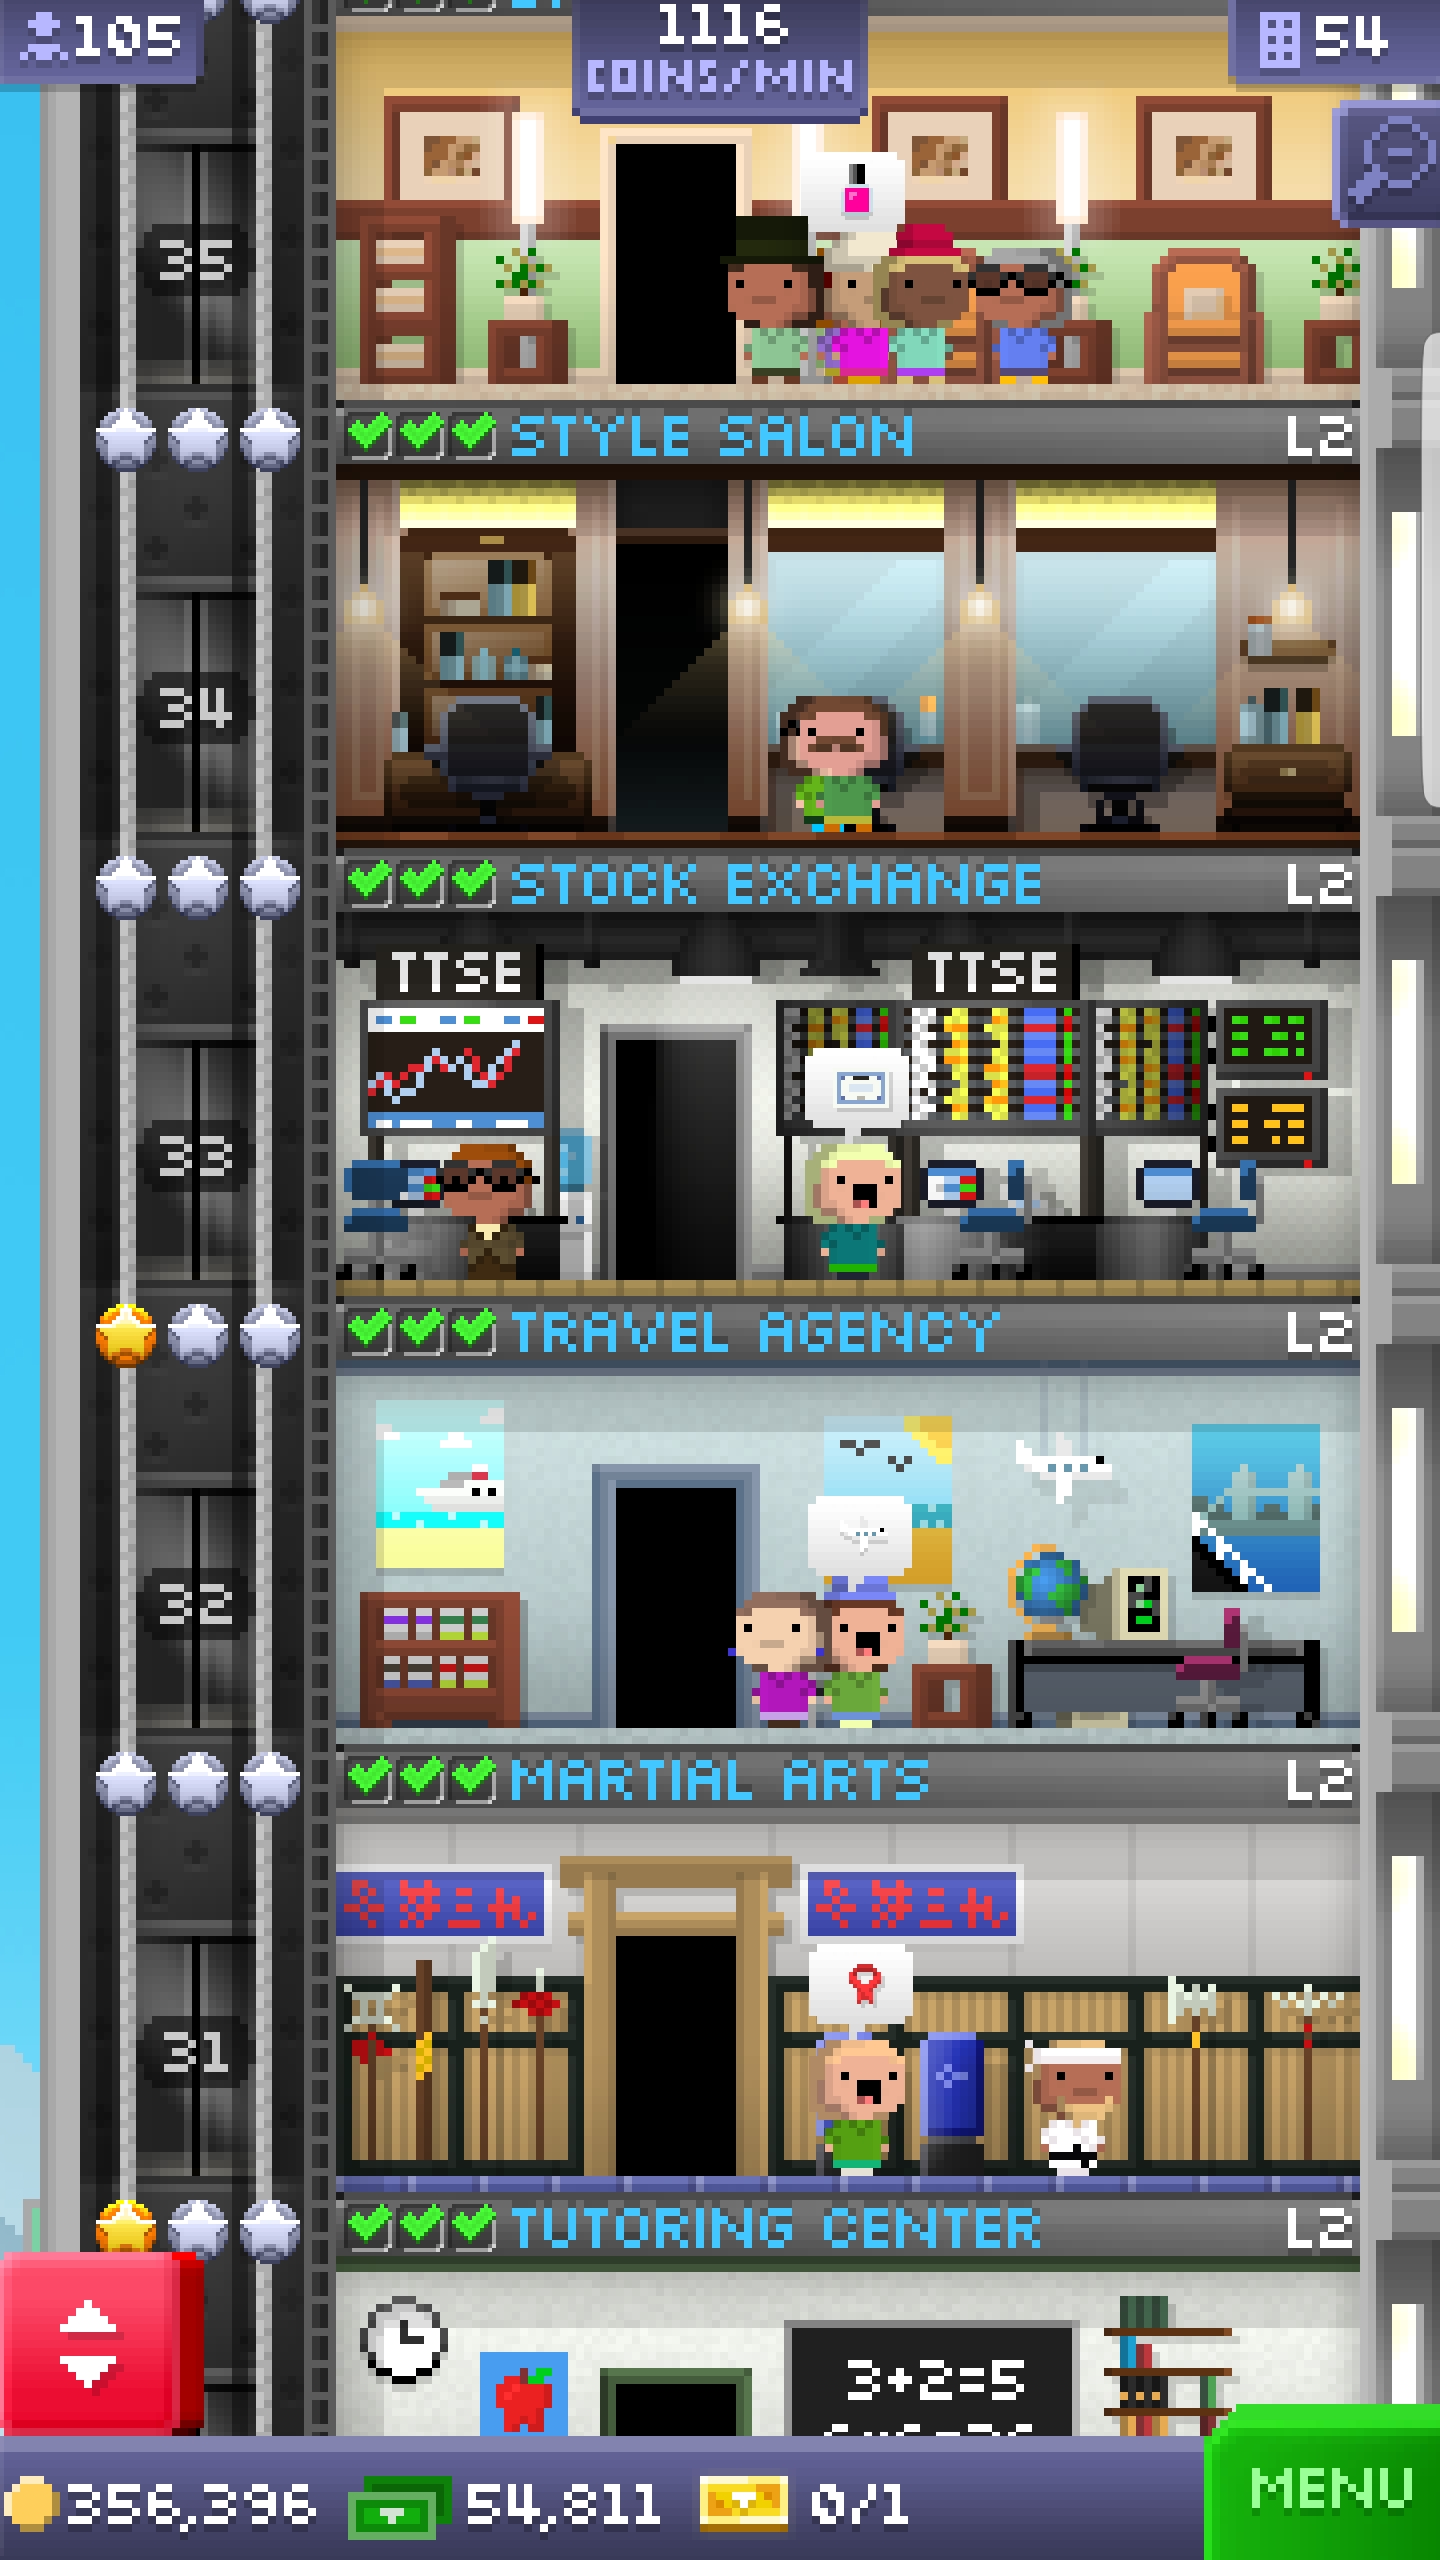 105
1116
COINS/MIN
54
35
STYLE SALON L2
34
STOCK EXCHANGE L2
TTSE TTSE
33
TRAVEL AGENCY L2
32
MARTIAL ARTS L2
31
TUTORING CENTER L2
3+2=5
356,396 54,811 0/1 MENU